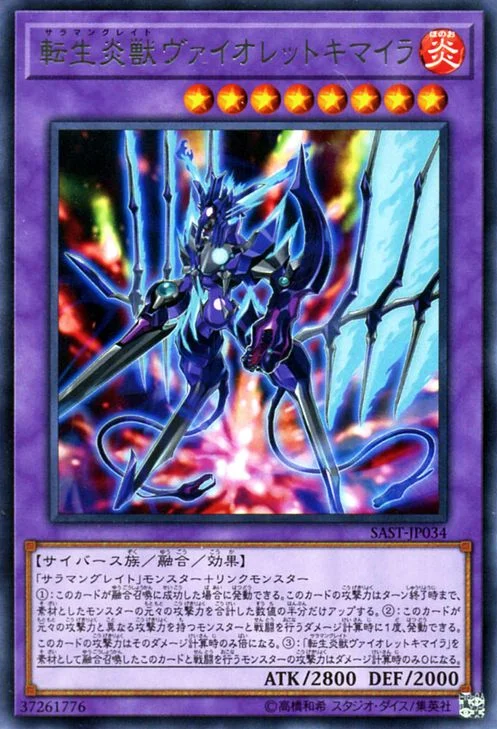 サラマングレイド
転生炎獣ヴァイオレットキマイラ
ほのお
炎
SAST-JP034
【サイバース族／融合／効果】
「サラマングレイト」モンスター＋リンクモンスター
①：このカードが融合召喚に成功した場合に発動できる。このカードの攻撃力はターン終了時まで、
素材としたモンスターの元々の攻撃力を合計した数値の半分だけアップする。②：このカードが
元々の攻撃力と異なる攻撃力を持つモンスターと戦闘を行うダメージ計算時に１度、発動できる。
このカードの攻撃力はそのダメージ計算時のみ倍になる。③：「転生炎獣ヴァイオレットキマイラ」を
素材として融合召喚したこのカードと戦闘を行うモンスターの攻撃力はダメージ計算時のみ０になる。
ATK/2800 DEF/2000
37261776
©高橋和希 スタジオ・ダイス/集英社